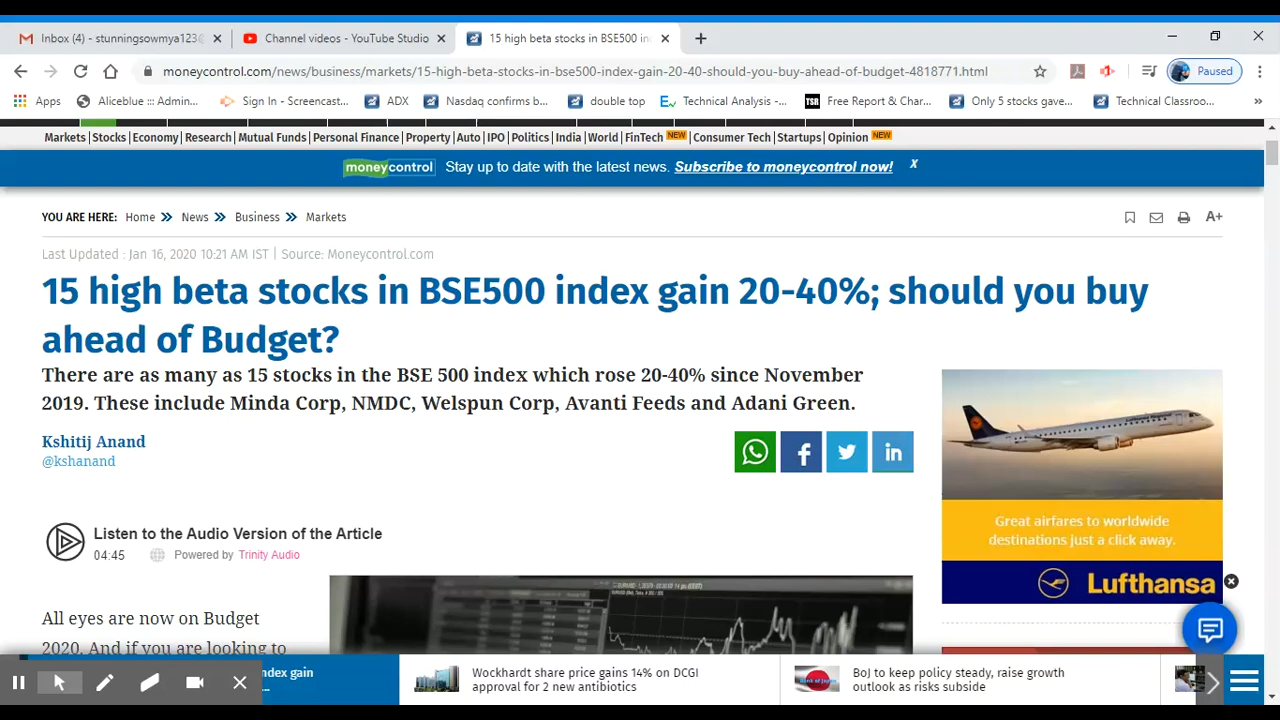 Inbox (4) - stunningsowmya123@
Channel videos - YouTube Studio
15 high beta stocks in BSE500 in
moneycontrol.com/news/business/markets/15-high-beta-stocks-in-bse500-index-gain-20-40-should-you-buy-ahead-of-budget-4818771.html
Paused
Apps
Aliceblue ::: Admin...
Sign In - Screencast...
ADX
Nasdaq confirms b...
double top
Technical Analysis -...
TSR Free Report & Char...
Only 5 stocks gave...
Technical Classroo...
»
Markets | Stocks | Economy | Research | Mutual Funds | Personal Finance | Property | Auto | IPO | Politics | India | World | FinTech NEW | Consumer Tech | Startups | Opinion NEW
moneycontrol Stay up to date with the latest news. Subscribe to moneycontrol now! X
YOU ARE HERE: Home » News » Business » Markets
A+
Last Updated : Jan 16, 2020 10:21 AM IST | Source: Moneycontrol.com
15 high beta stocks in BSE500 index gain 20-40%; should you buy
ahead of Budget?
There are as many as 15 stocks in the BSE 500 index which rose 20-40% since November
2019. These include Minda Corp, NMDC, Welspun Corp, Avanti Feeds and Adani Green.
Kshitij Anand
@kshanand
Listen to the Audio Version of the Article
04:45 Powered by Trinity Audio
Great airfares to worldwide
destinations just a click away.
Lufthansa
All eyes are now on Budget
2020. And if you are looking to
ndex gain
...
Wockhardt share price gains 14% on DCGI
approval for 2 new antibiotics
BoJ to keep policy steady, raise growth
outlook as risks subside